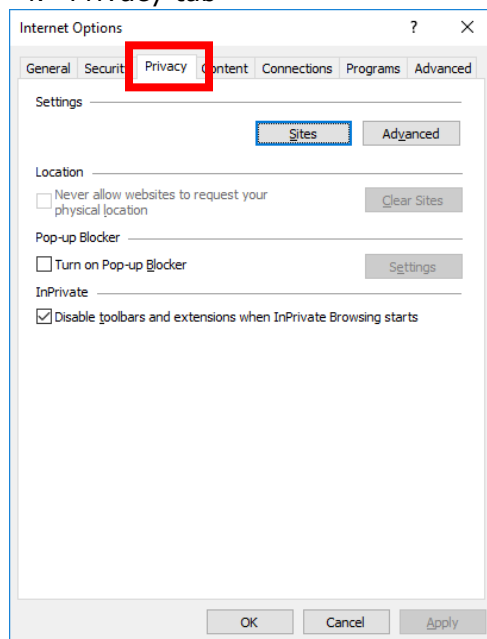 Internet Options ? ×
General Security Privacy Content Connections Programs Advanced
Settings
Sites Advanced
Location
Never allow websites to request your
physical location
Clear Sites
Pop-up Blocker
Turn on Pop-up Blocker Settings
InPrivate
Disable toolbars and extensions when InPrivate Browsing starts
OK Cancel Apply